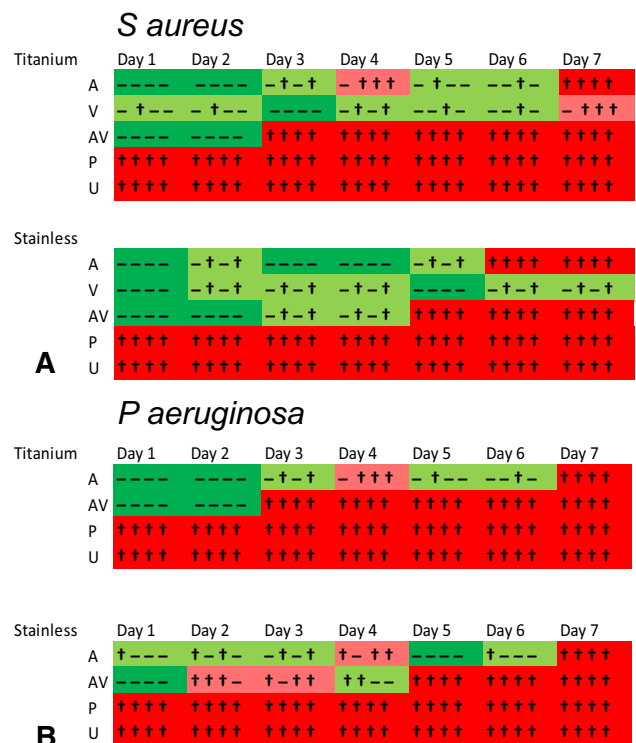 S aureus
Titanium Day 1 Day 2 Day 3 Day 4 Day 5 Day 6 Day 7
A – – – – – – – – – † – † – † † † – † – – – – † – † † † †
V – † – – – † – – – – – – – † – † – – † – – – † – – † † †
AV – – – – – – – – † † † † † † † † † † † † † † † † † † † †
P † † † † † † † † † † † † † † † † † † † † † † † † † † † †
U † † † † † † † † † † † † † † † † † † † † † † † † † † † †
Stainless
A – – – – – † – † – – – – – – – – – † – † † † † † † † † †
V – – – – – † – † – † – † – † – † – – – – – † – † – † – †
AV – – – – – – – – – † – † – † – † † † † † † † † † † † † †
P † † † † † † † † † † † † † † † † † † † † † † † † † † † †
A U † † † † † † † † † † † † † † † † † † † † † † † † † † † †
P aeruginosa
Titanium Day 1 Day 2 Day 3 Day 4 Day 5 Day 6 Day 7
A – – – – – – – – – † – † – † † † – † – – – – † – † † † †
AV – – – – – – – – † † † † † † † † † † † † † † † † † † † †
P † † † † † † † † † † † † † † † † † † † † † † † † † † † †
U † † † † † † † † † † † † † † † † † † † † † † † † † † † †
Stainless Day 1 Day 2 Day 3 Day 4 Day 5 Day 6 Day 7
A † – – – † – † – – † – † † – † † – – – – † – – – † † † †
AV – – – – † † † – † – † † † † – – † † † † † † † † † † † †
P † † † † † † † † † † † † † † † † † † † † † † † † † † † †
B U † † † † † † † † † † † † † † † † † † † † † † † † † † † †